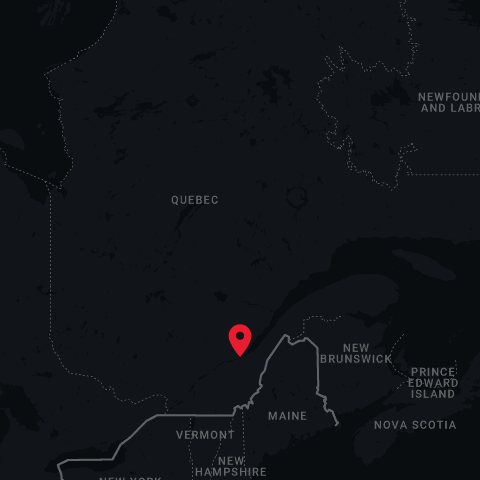 NEWFOUN
AND LABR
QUEBEC
NEW
BRUNSWICK
PRINCE
EDWARD
ISLAND
MAINE
NOVA SCOTIA
VERMONT
NEW
HAMPSHIRE
NEW YORK